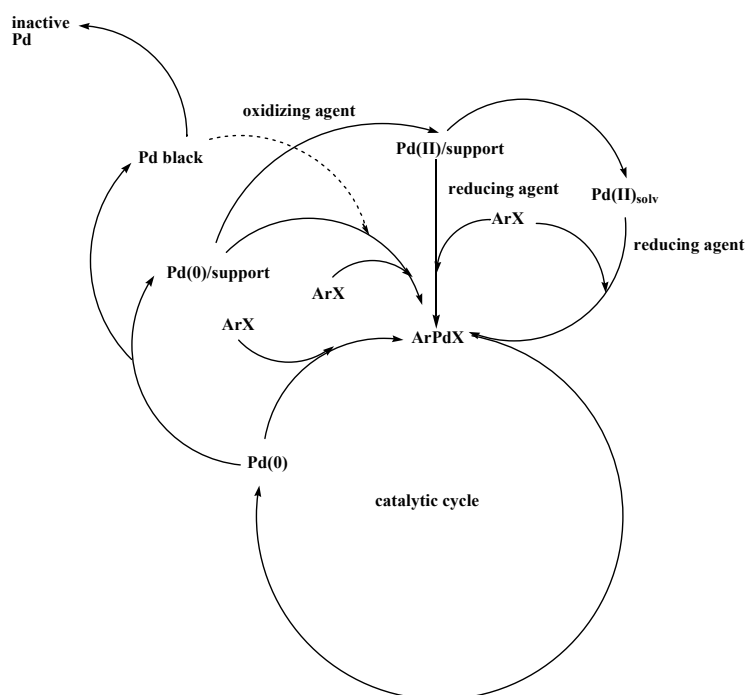 inactive
Pd
oxidizing agent
Pd black
Pd(II)/support
reducing agent
Pd(II)solv
ArX
reducing agent
Pd(0)/support
ArX
ArX
ArPdX
Pd(0)
catalytic cycle